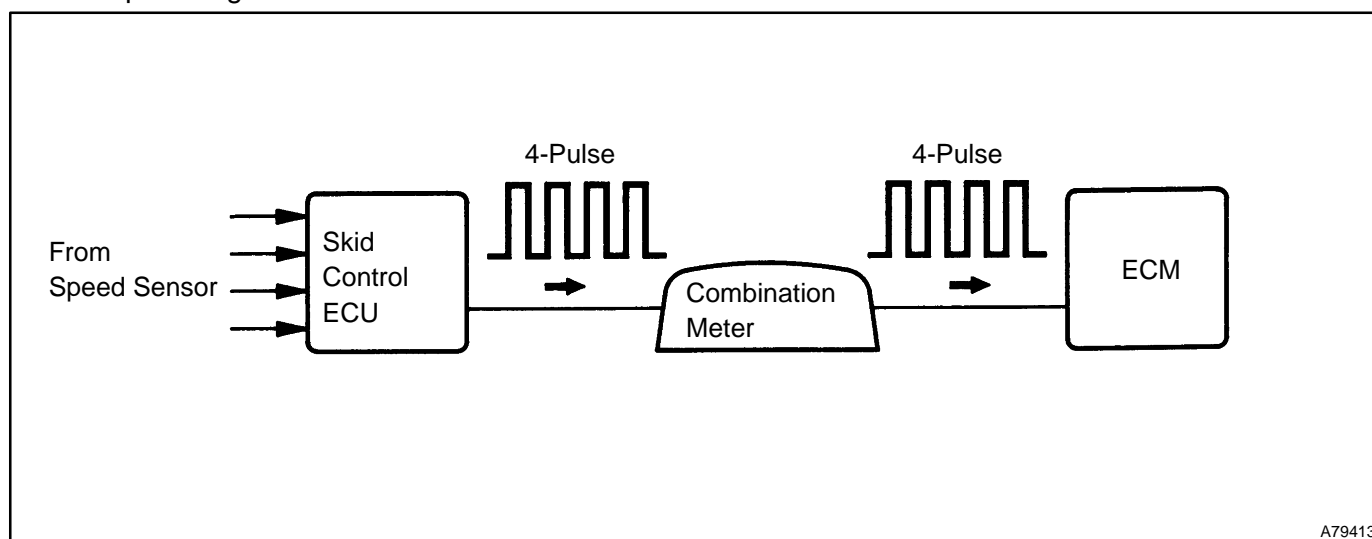 4-Pulse
4-Pulse
From
Speed Sensor
Skid
Control
ECU
Combination
Meter
ECM
A79413